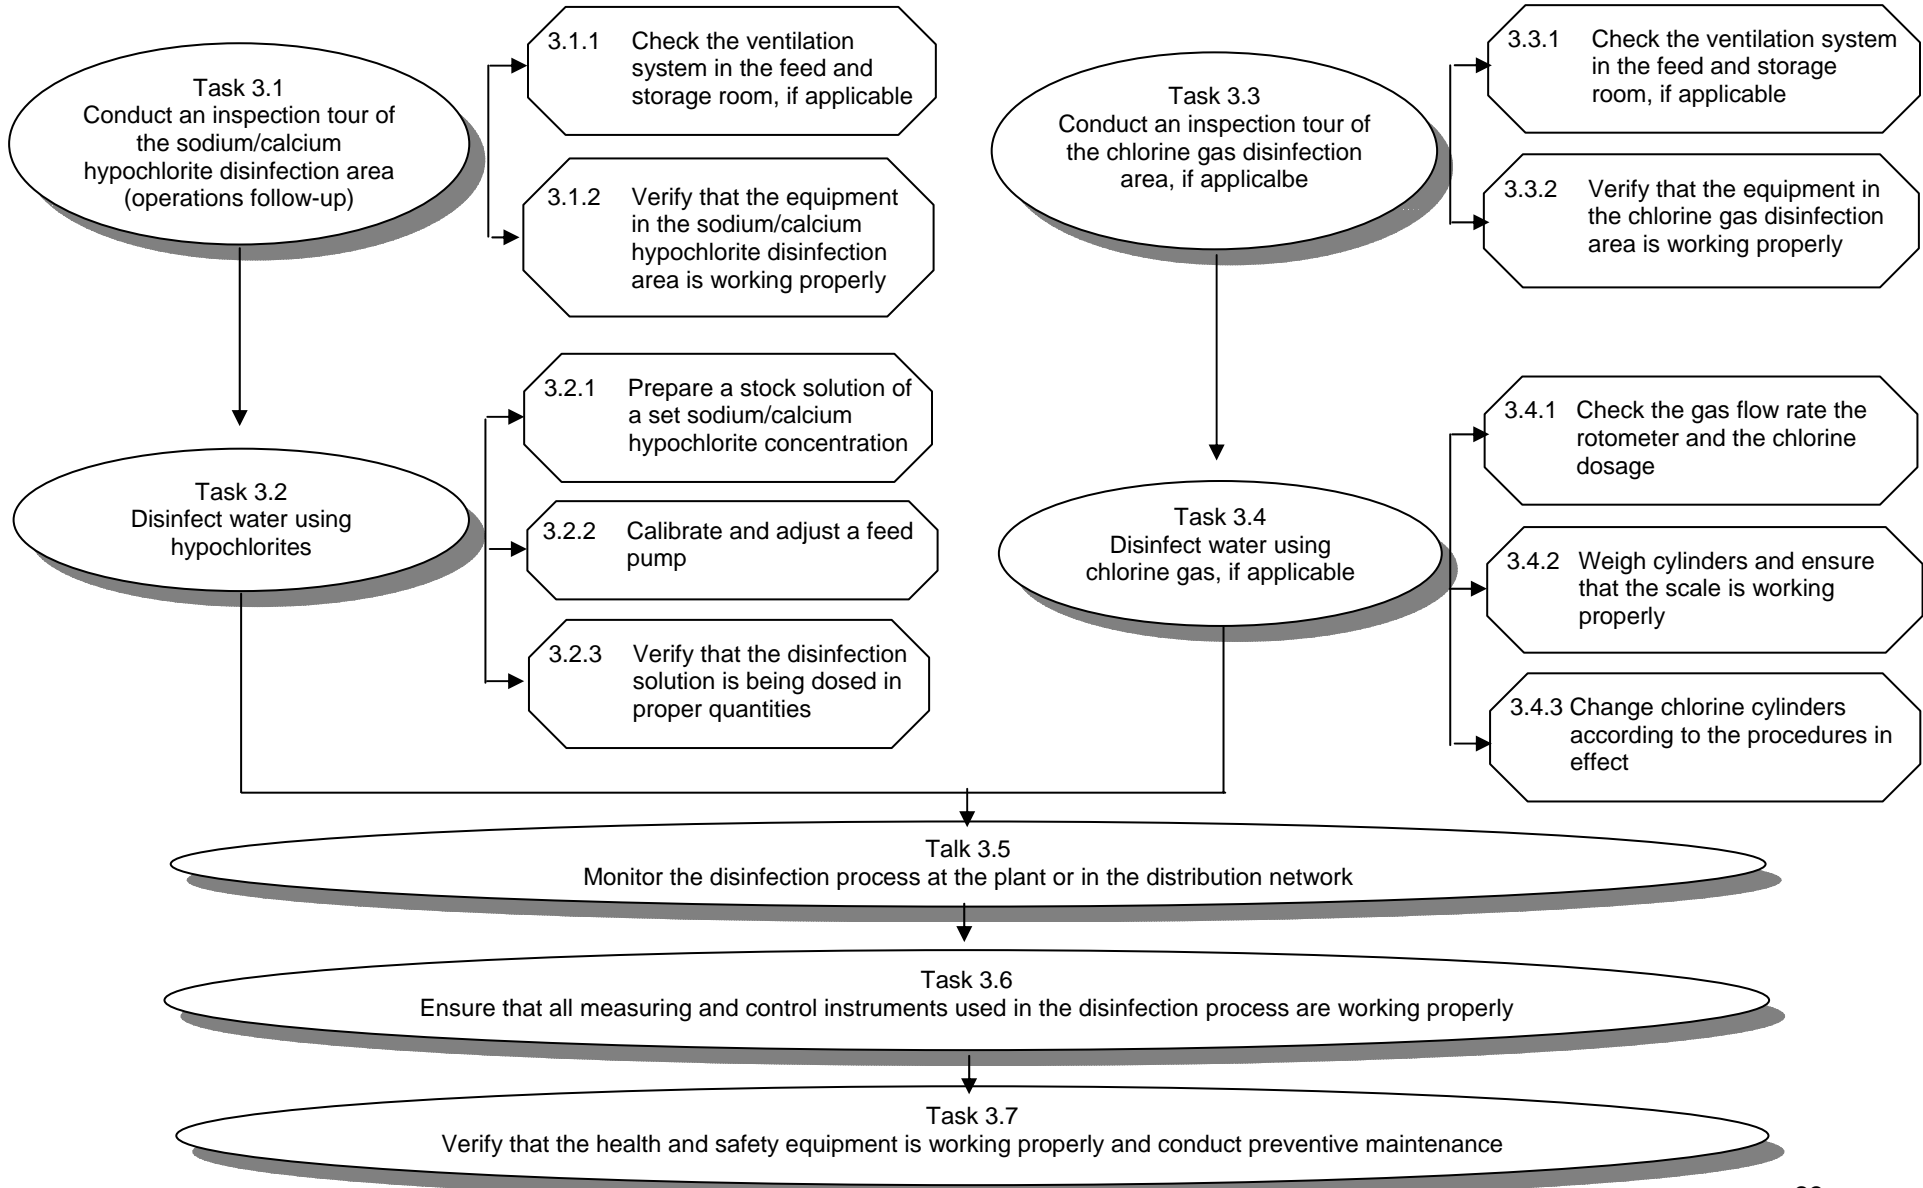 Task 3.1
Conduct an inspection tour of
the sodium/calcium
hypochlorite disinfection area
(operations follow-up)
3.1.1 Check the ventilation
system in the feed and
storage room, if applicable
3.1.2 Verify that the equipment
in the sodium/calcium
hypochlorite disinfection
area is working properly
Task 3.2
Disinfect water using
hypochlorites
3.2.1 Prepare a stock solution of
a set sodium/calcium
hypochlorite concentration
3.2.2 Calibrate and adjust a feed
pump
3.2.3 Verify that the disinfection
solution is being dosed in
proper quantities
Task 3.3
Conduct an inspection tour of
the chlorine gas disinfection
area, if applicalbe
3.3.1 Check the ventilation system
in the feed and storage
room, if applicable
3.3.2 Verify that the equipment in
the chlorine gas disinfection
area is working properly
Task 3.4
Disinfect water using
chlorine gas, if applicable
3.4.1 Check the gas flow rate the
rotometer and the chlorine
dosage
3.4.2 Weigh cylinders and ensure
that the scale is working
properly
3.4.3 Change chlorine cylinders
according to the procedures in
effect
Talk 3.5
Monitor the disinfection process at the plant or in the distribution network
Task 3.6
Ensure that all measuring and control instruments used in the disinfection process are working properly
Task 3.7
Verify that the health and safety equipment is working properly and conduct preventive maintenance